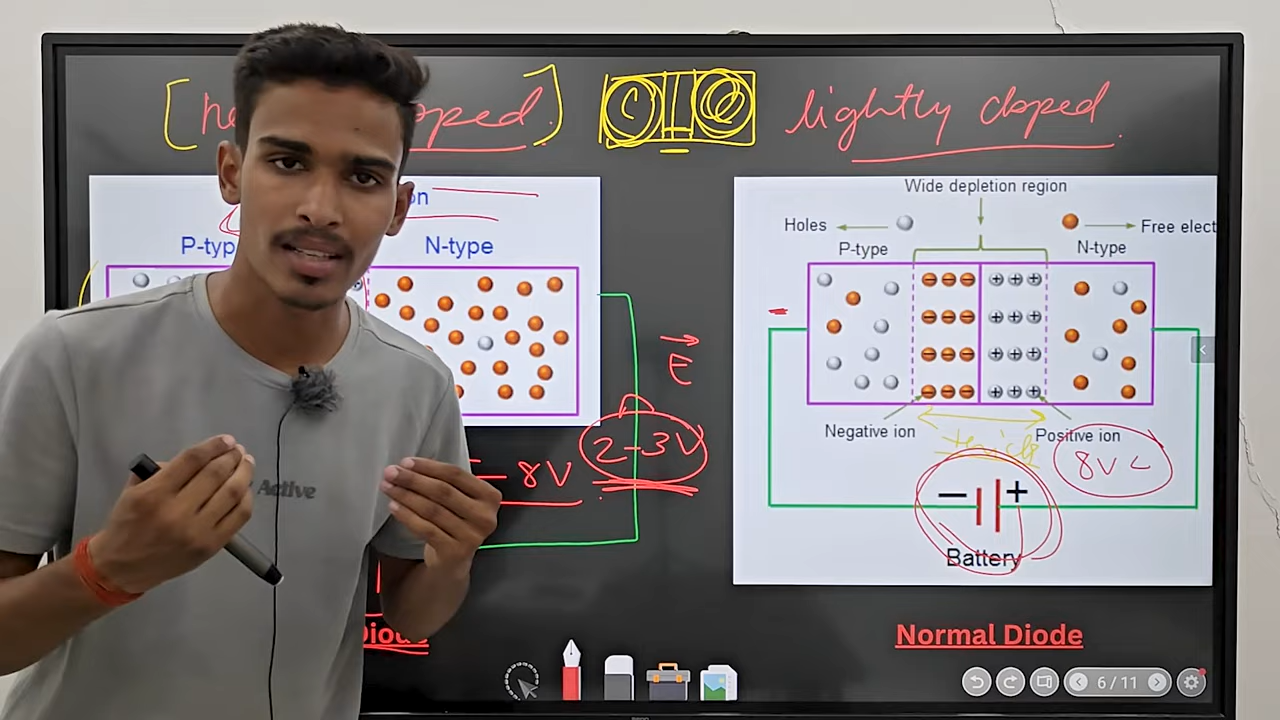 lightly doped
Wide depletion region
Holes
Free elect
P-type
N-type
N-type
Negative ion
Positive ion
E
2-3V
8V
8V <
- +
Battery
Normal Diode
Active
6 / 11